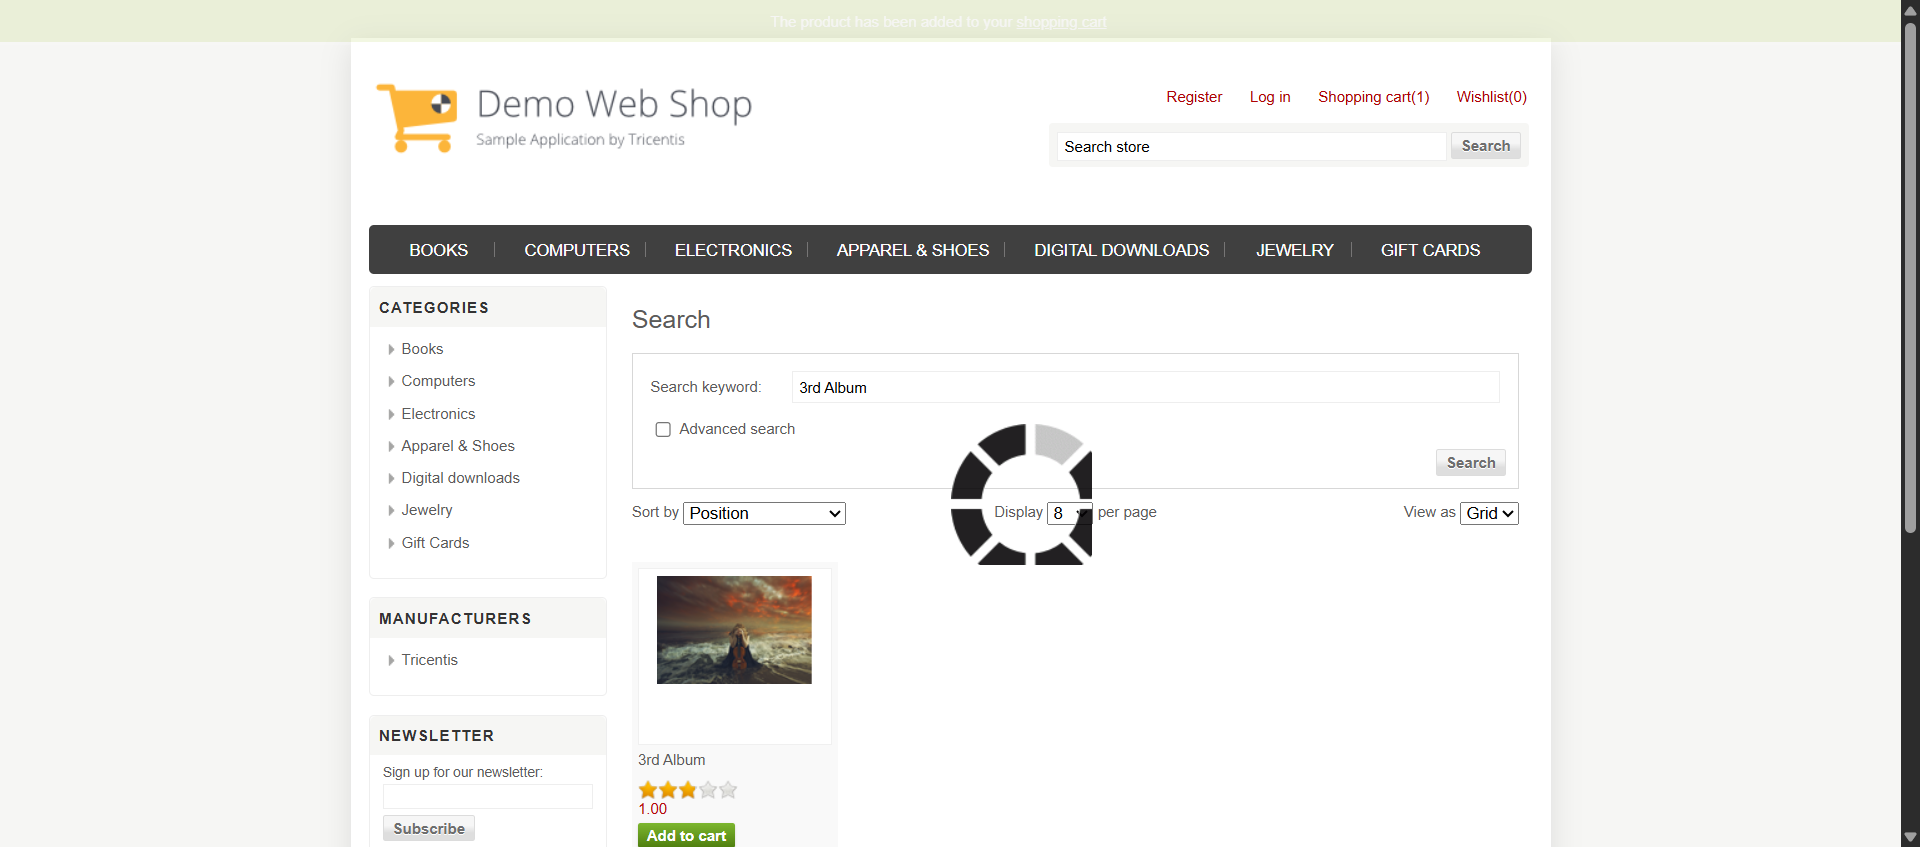 The product has been added to your shopping cart
Demo Web Shop
Sample Application by Tricentis
Register
Log in
Shopping cart(1)
Wishlist(0)
Search store
Search
BOOKS
COMPUTERS
ELECTRONICS
APPAREL & SHOES
DIGITAL DOWNLOADS
JEWELRY
GIFT CARDS
CATEGORIES
Books
Computers
Electronics
Apparel & Shoes
Digital downloads
Jewelry
Gift Cards
MANUFACTURERS
Tricentis
NEWSLETTER
Sign up for our newsletter:
Subscribe
Search
Search keyword:
3rd Album
Advanced search
Search
Sort by Position
Display 8 per page
View as Grid
3rd Album
1.00
Add to cart